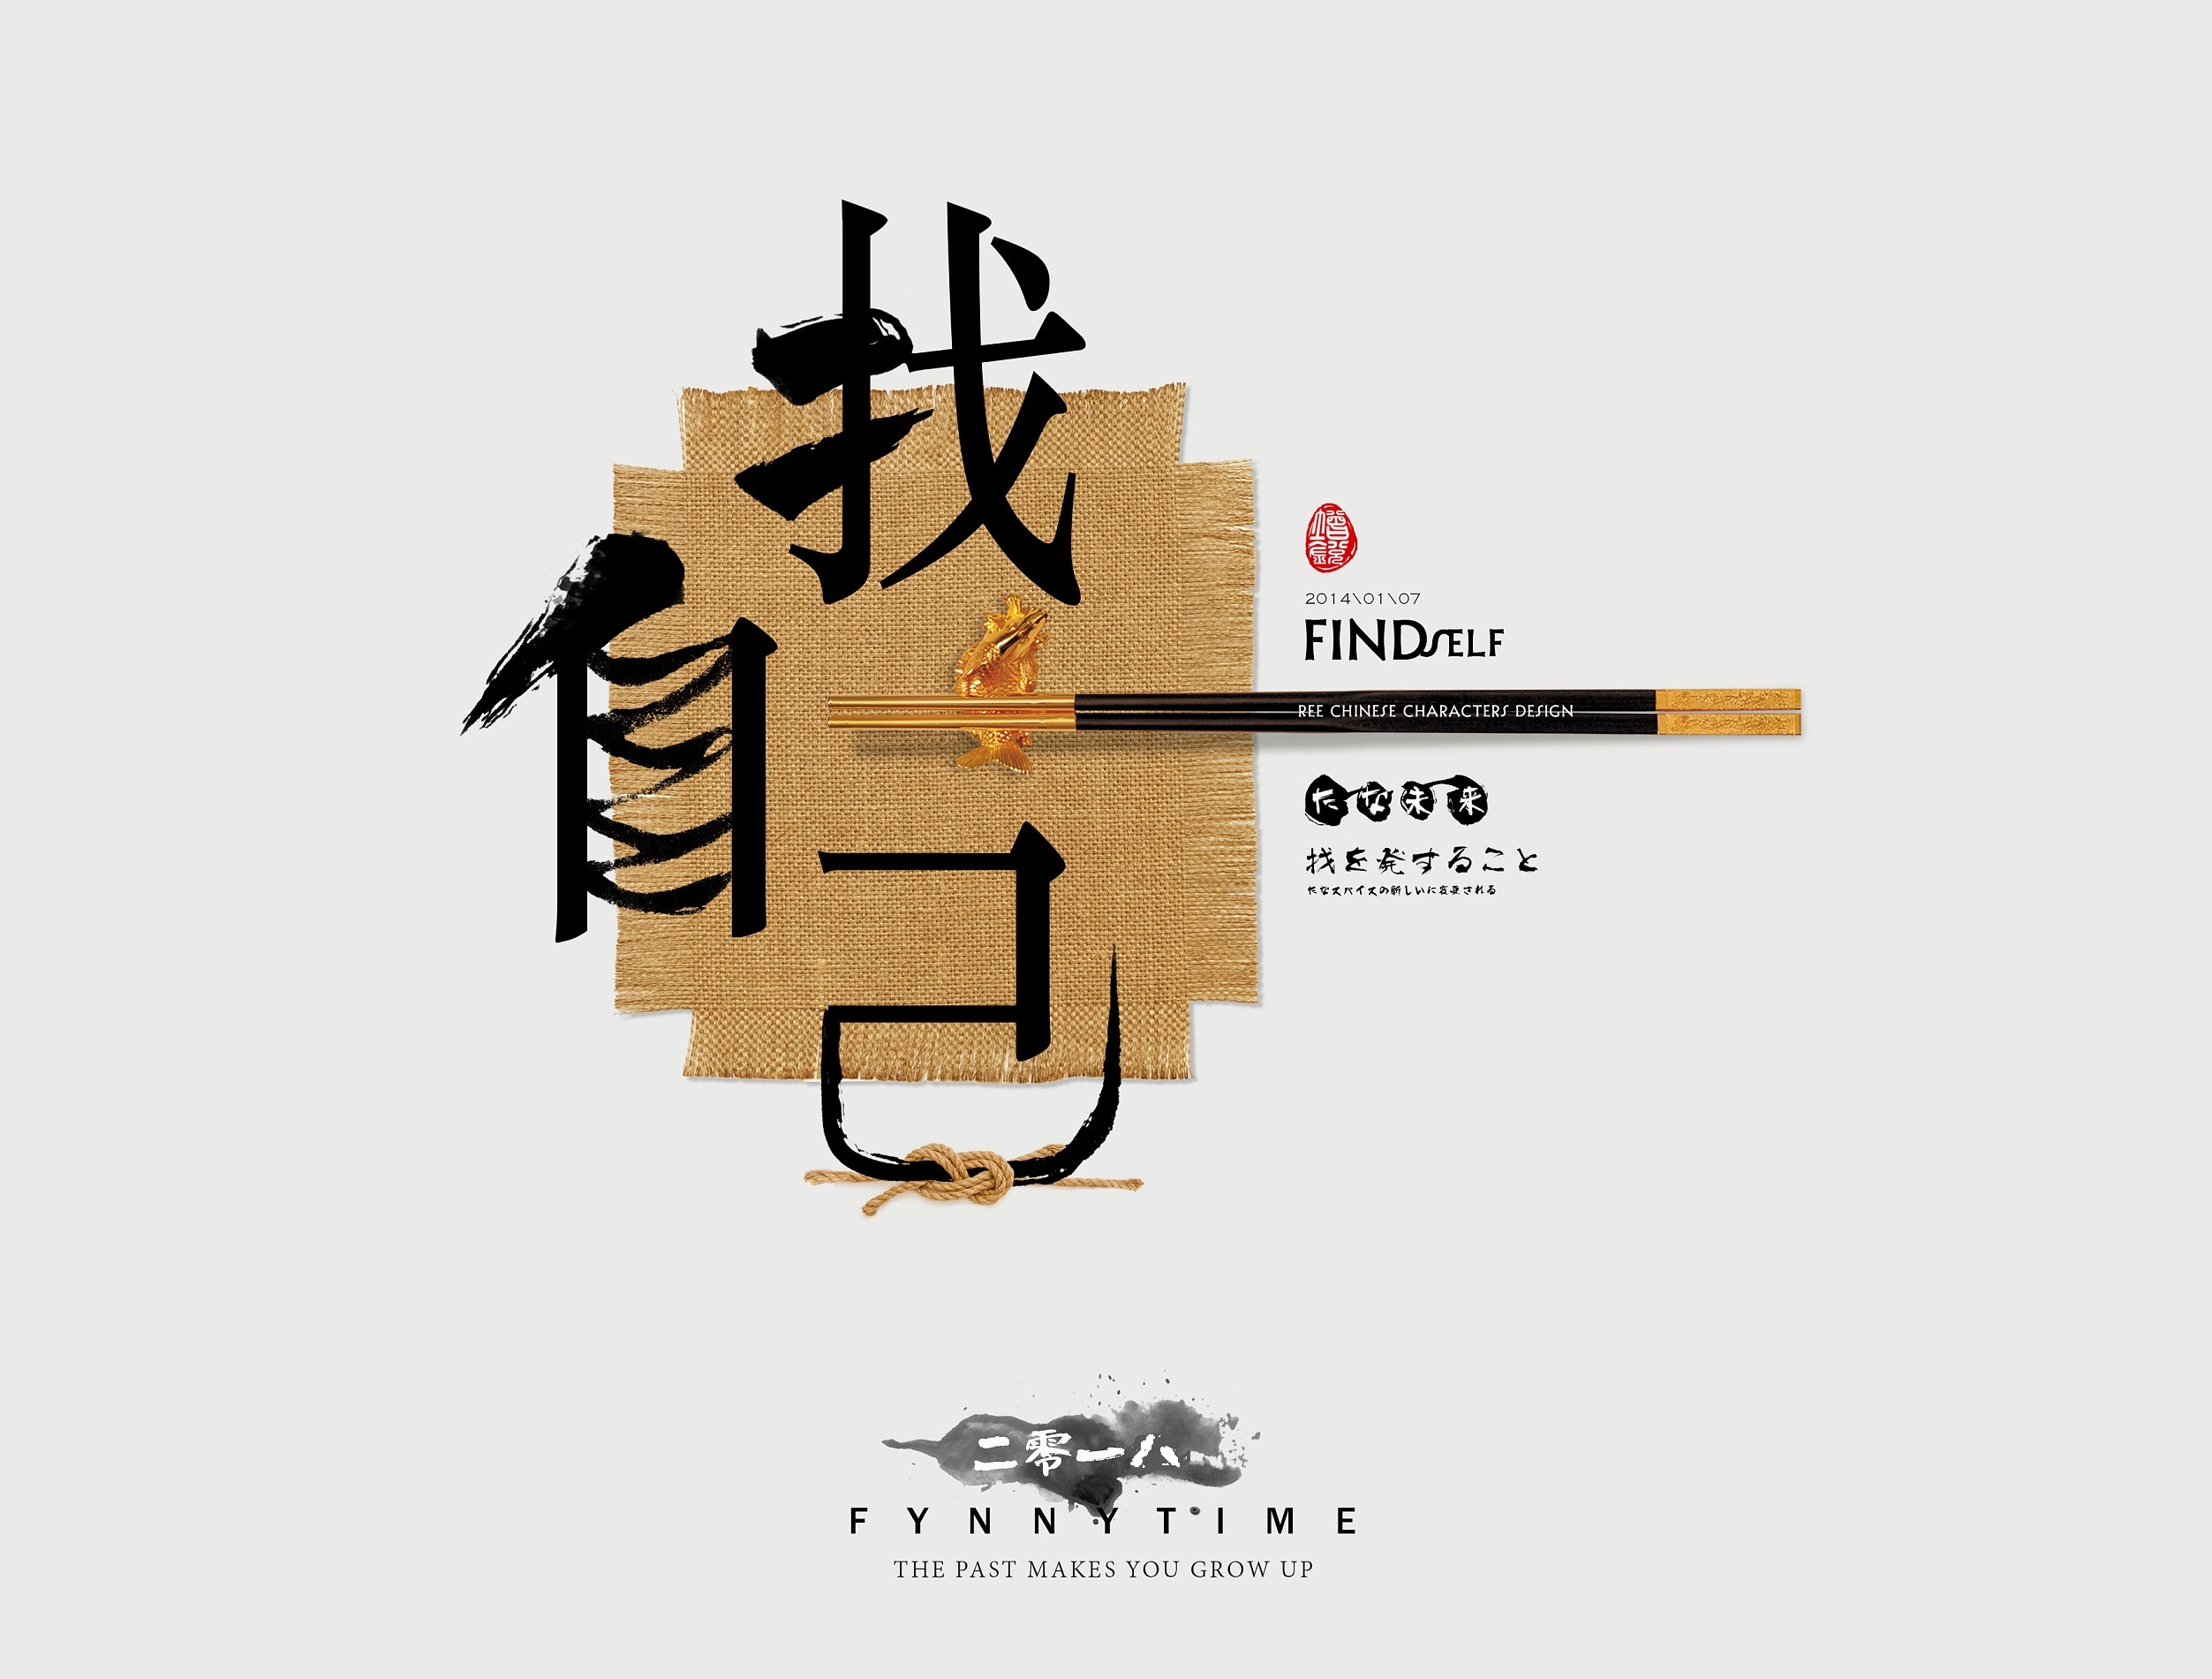 找
自
己
2014\01\07
FINDSELF
REE CHINESE CHARACTERS DESIGN
たな未来
找を発すること
たなスパイスの新しいに変更される
二零一八
FYNNYTIME
THE PAST MAKES YOU GROW UP